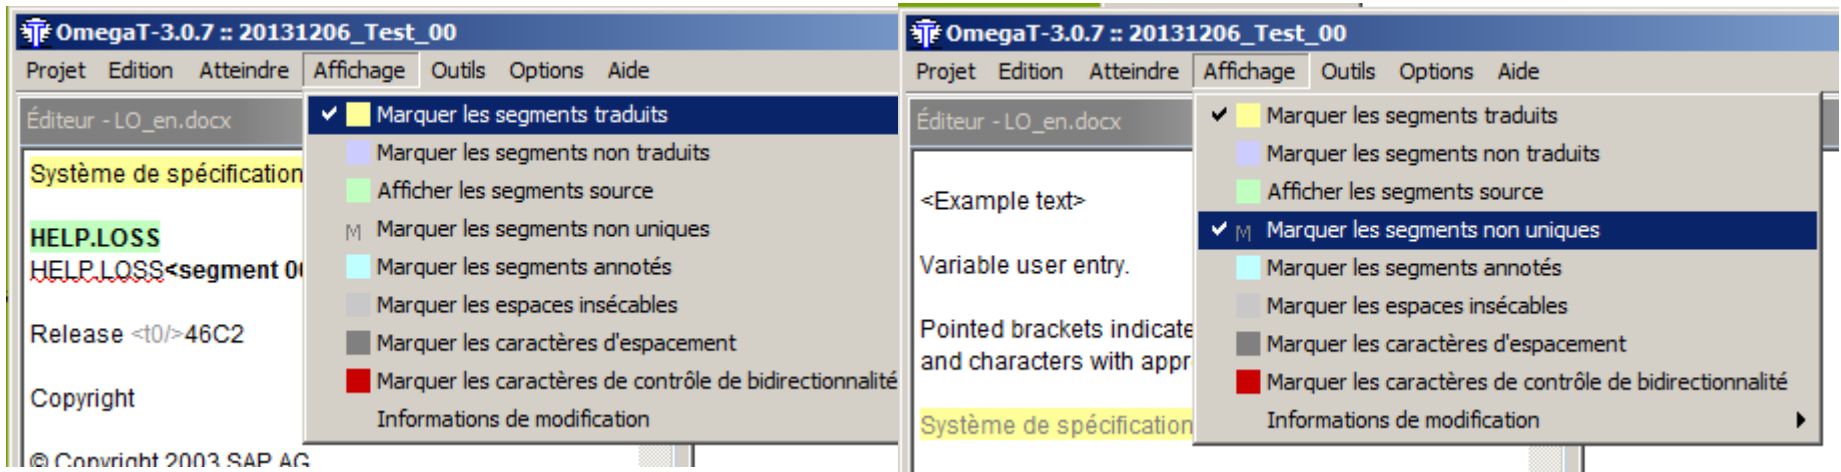 OmegaT-3.0.7 :: 20131206_Test_00
Projet Edition Atteindre Affichage Outils Options Aide
Éditeur - LO_en.docx
Marquer les segments traduits
Marquer les segments non traduits
Afficher les segments source
M Marquer les segments non uniques
Marquer les segments annotés
Marquer les espaces insécables
Marquer les caractères d'espacement
Marquer les caractères de contrôle de bidirectionnalité
Informations de modification
Système de spécification
HELP.LOSS
HELP.LOSS<segment 00
Release <t0/>46C2
Copyright
© Copyright 2003 SAP AG
OmegaT-3.0.7 :: 20131206_Test_00
Projet Edition Atteindre Affichage Outils Options Aide
Éditeur - LO_en.docx
Marquer les segments traduits
Marquer les segments non traduits
Afficher les segments source
M Marquer les segments non uniques
Marquer les segments annotés
Marquer les espaces insécables
Marquer les caractères d'espacement
Marquer les caractères de contrôle de bidirectionnalité
Informations de modification
<Example text>
Variable user entry.
Pointed brackets indicate
and characters with appr
Système de spécification